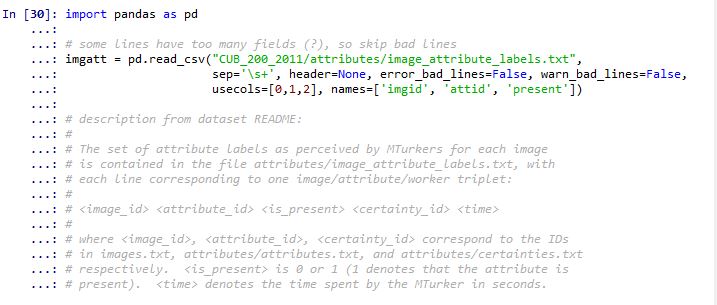 In [30]: import pandas as pd
    ...:
    ...: # some lines have too many fields (?), so skip bad lines
    ...: imgatt = pd.read_csv("CUB_200_2011/attributes/image_attribute_labels.txt",
    ...:                      sep='\s+', header=None, error_bad_lines=False, warn_bad_lines=False,
    ...:                      usecols=[0,1,2], names=['imgid', 'attid', 'present'])
    ...:
    ...: # description from dataset README:
    ...: #
    ...: # The set of attribute labels as perceived by MTurkers for each image
    ...: # is contained in the file attributes/image_attribute_labels.txt, with
    ...: # each line corresponding to one image/attribute/worker triplet:
    ...: #
    ...: # <image_id> <attribute_id> <is_present> <certainty_id> <time>
    ...: #
    ...: # where <image_id>, <attribute_id>, <certainty_id> correspond to the IDs
    ...: # in images.txt, attributes/attributes.txt, and attributes/certainties.txt
    ...: # respectively.  <is_present> is 0 or 1 (1 denotes that the attribute is
    ...: # present).  <time> denotes the time spent by the MTurker in seconds.